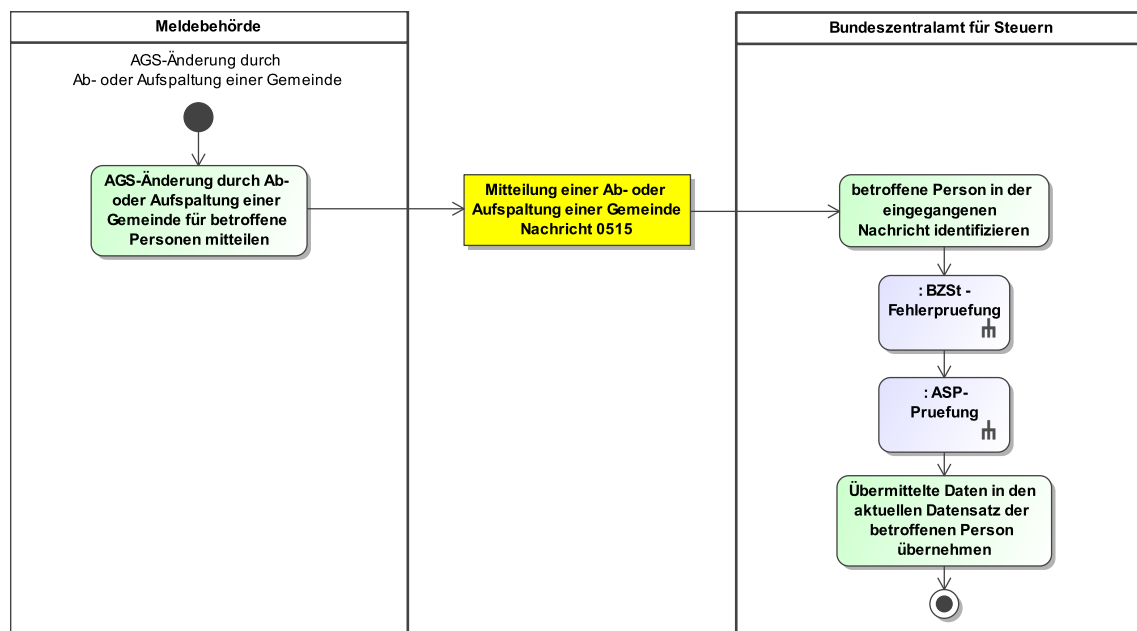 Meldebehörde
AGS-Änderung durch
Ab- oder Aufspaltung einer Gemeinde
AGS-Änderung durch Ab-
oder Aufspaltung einer
Gemeinde für betroffene
Personen mitteilen
Mitteilung einer Ab- oder
Aufspaltung einer Gemeinde
Nachricht 0515
Bundeszentralamt für Steuern
betroffene Person in der
eingegangenen
Nachricht identifizieren
: BZSt -
Fehlerpruefung
: ASP-
Pruefung
Übermittelte Daten in den
aktuellen Datensatz der
betroffenen Person
übernehmen